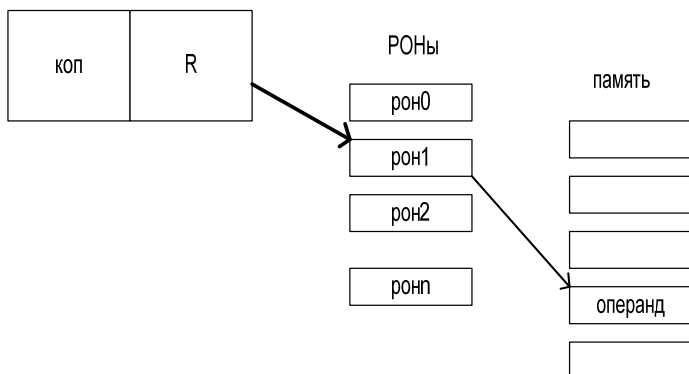 коп
R
РОНы
рон0
рон1
рон2
ронn
память
операнд